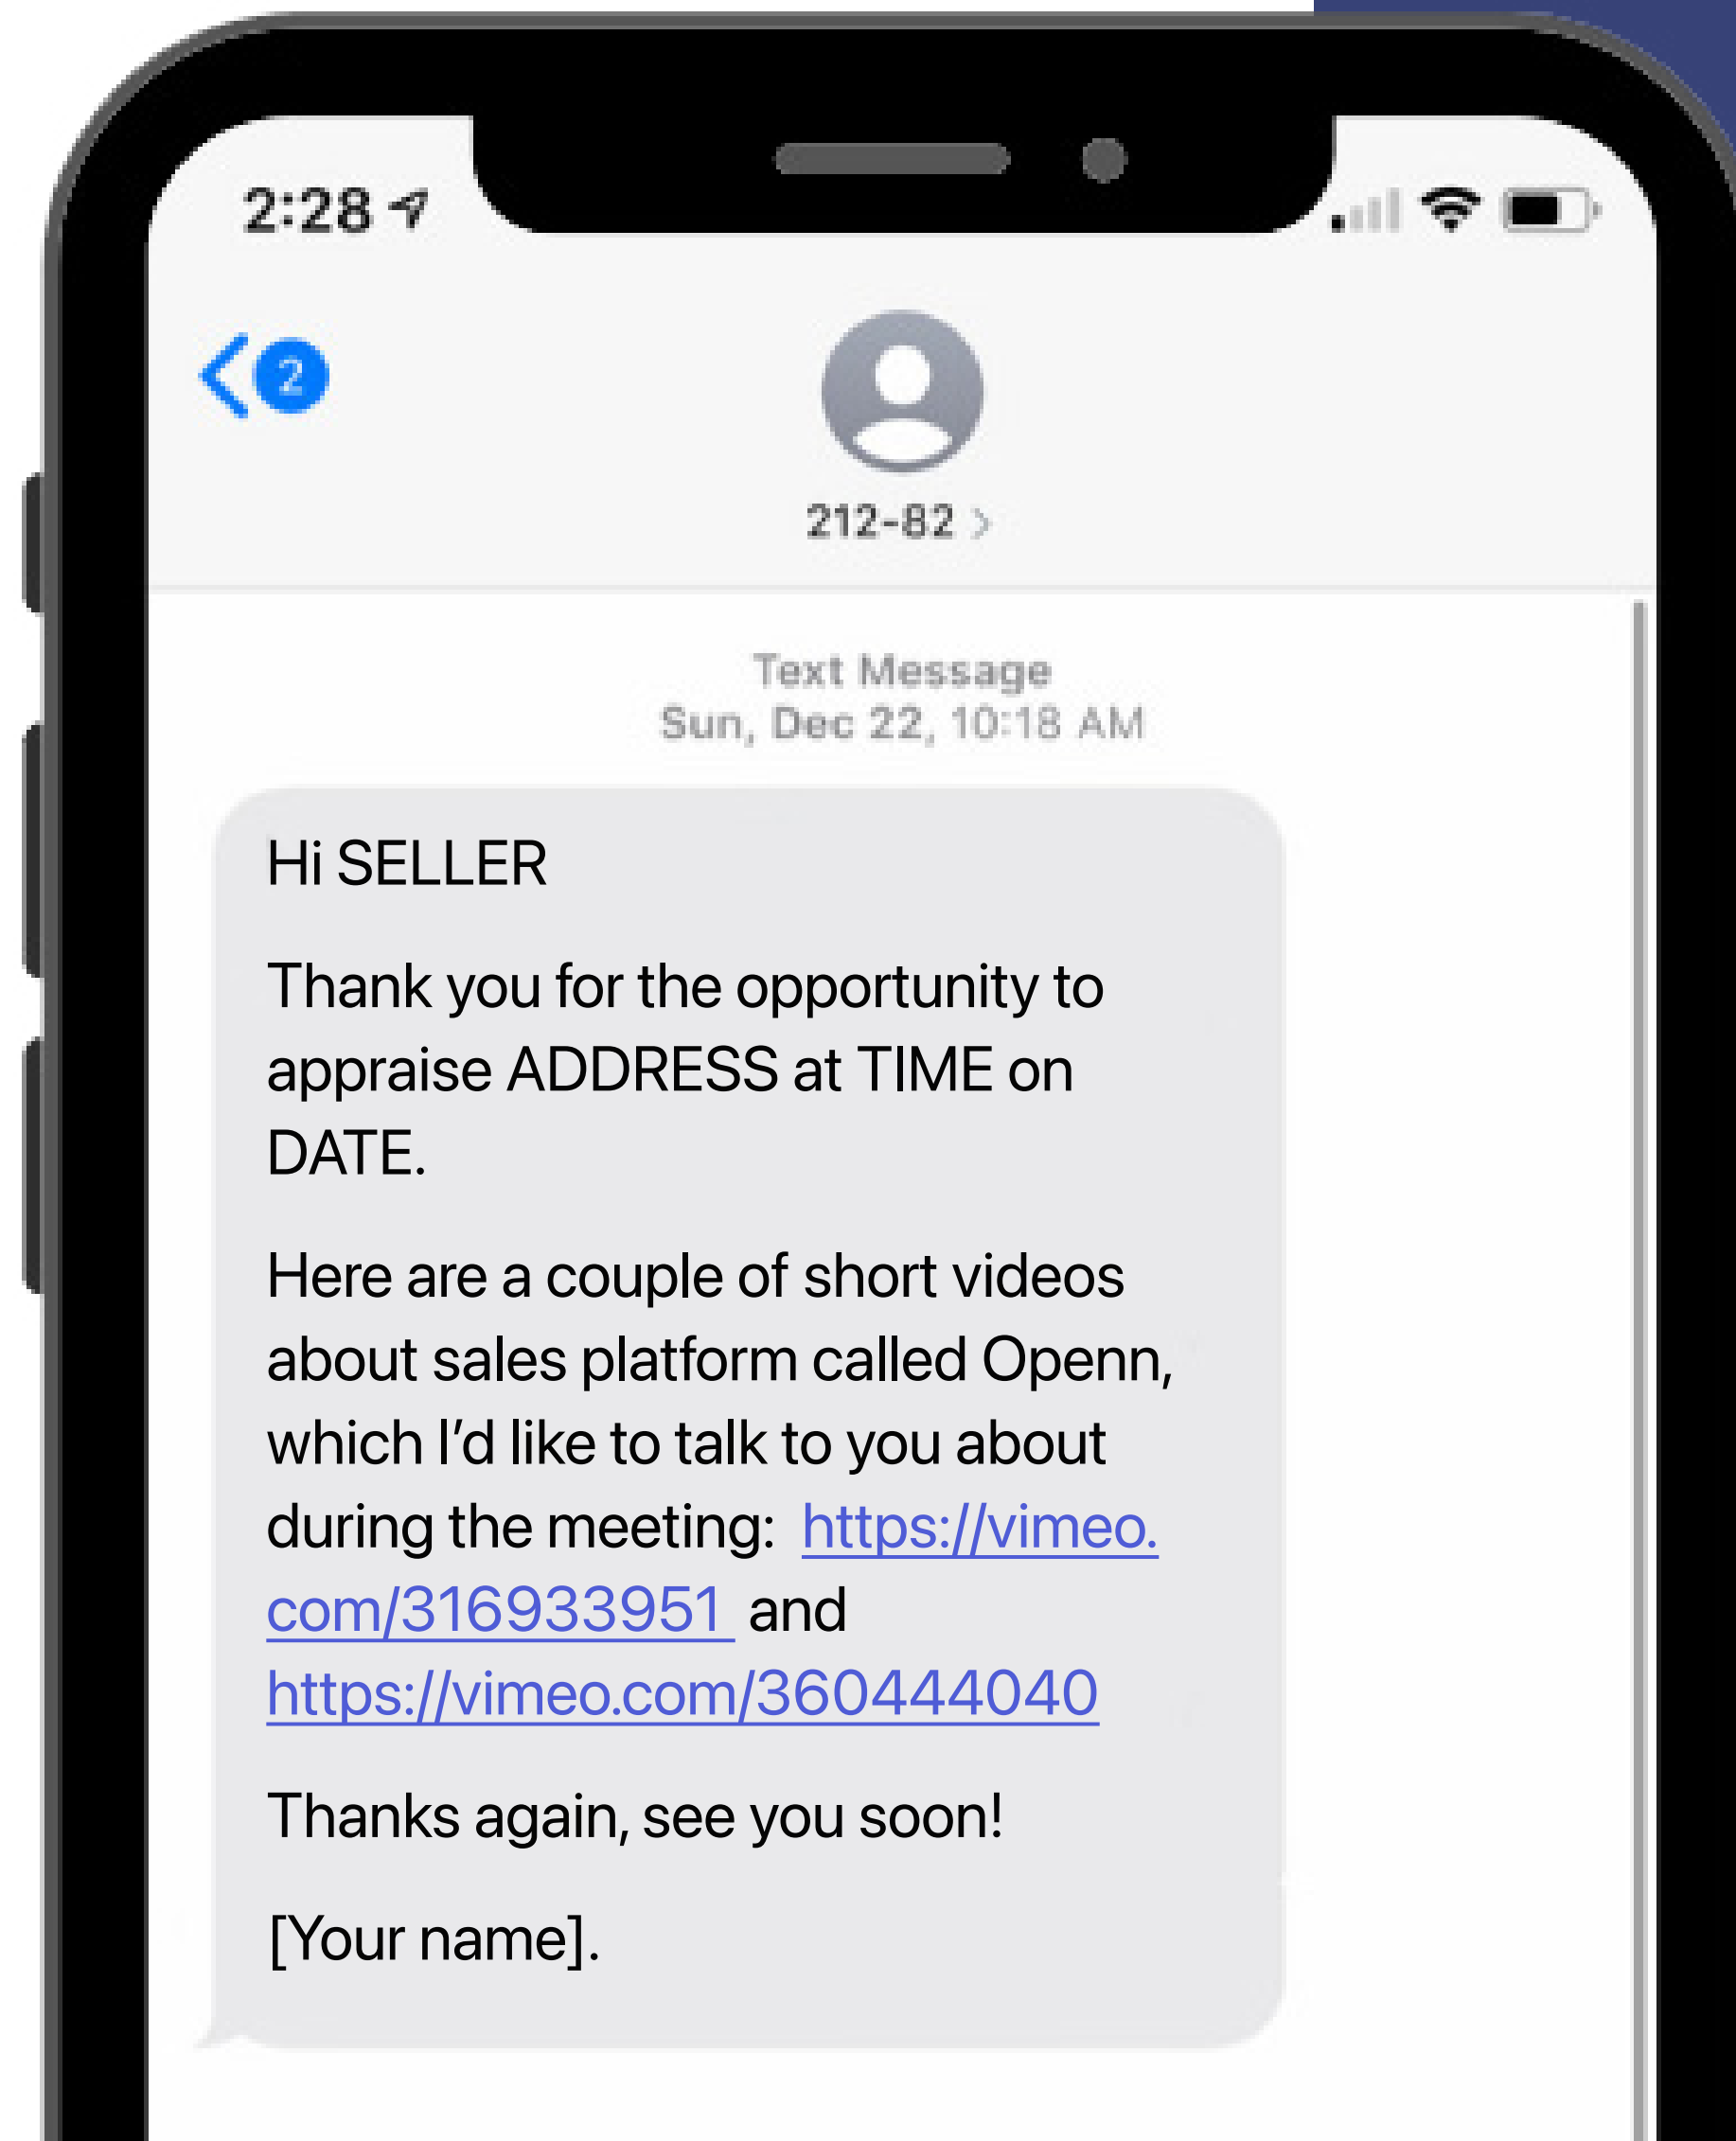 2:28
2
212-82
Text Message
Sun, Dec 22, 10:18 AM
Hi SELLER
Thank you for the opportunity to
appraise ADDRESS at TIME on
DATE.
Here are a couple of short videos
about sales platform called Openn,
which I’d like to talk to you about
during the meeting:  https://vimeo.
com/316933951  and
https://vimeo.com/360444040
Thanks again, see you soon!
[Your name].